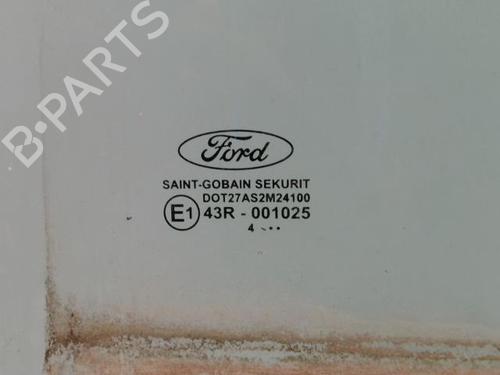 B-PARTS
Ford
SAINT-GOBAIN SEKURIT
DOT27AS2M24100
E1 43R - 001025
4 ·••